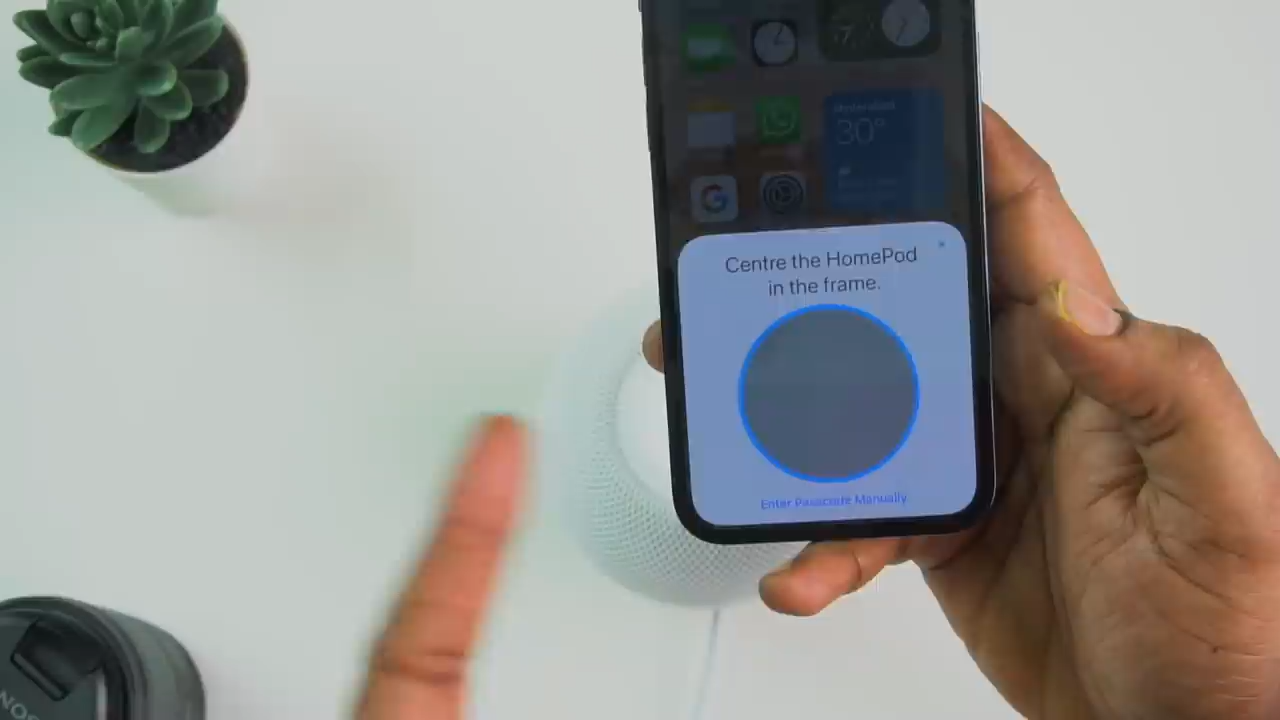 30°
G
Centre the HomePod
in the frame.
Enter Passcode Manually